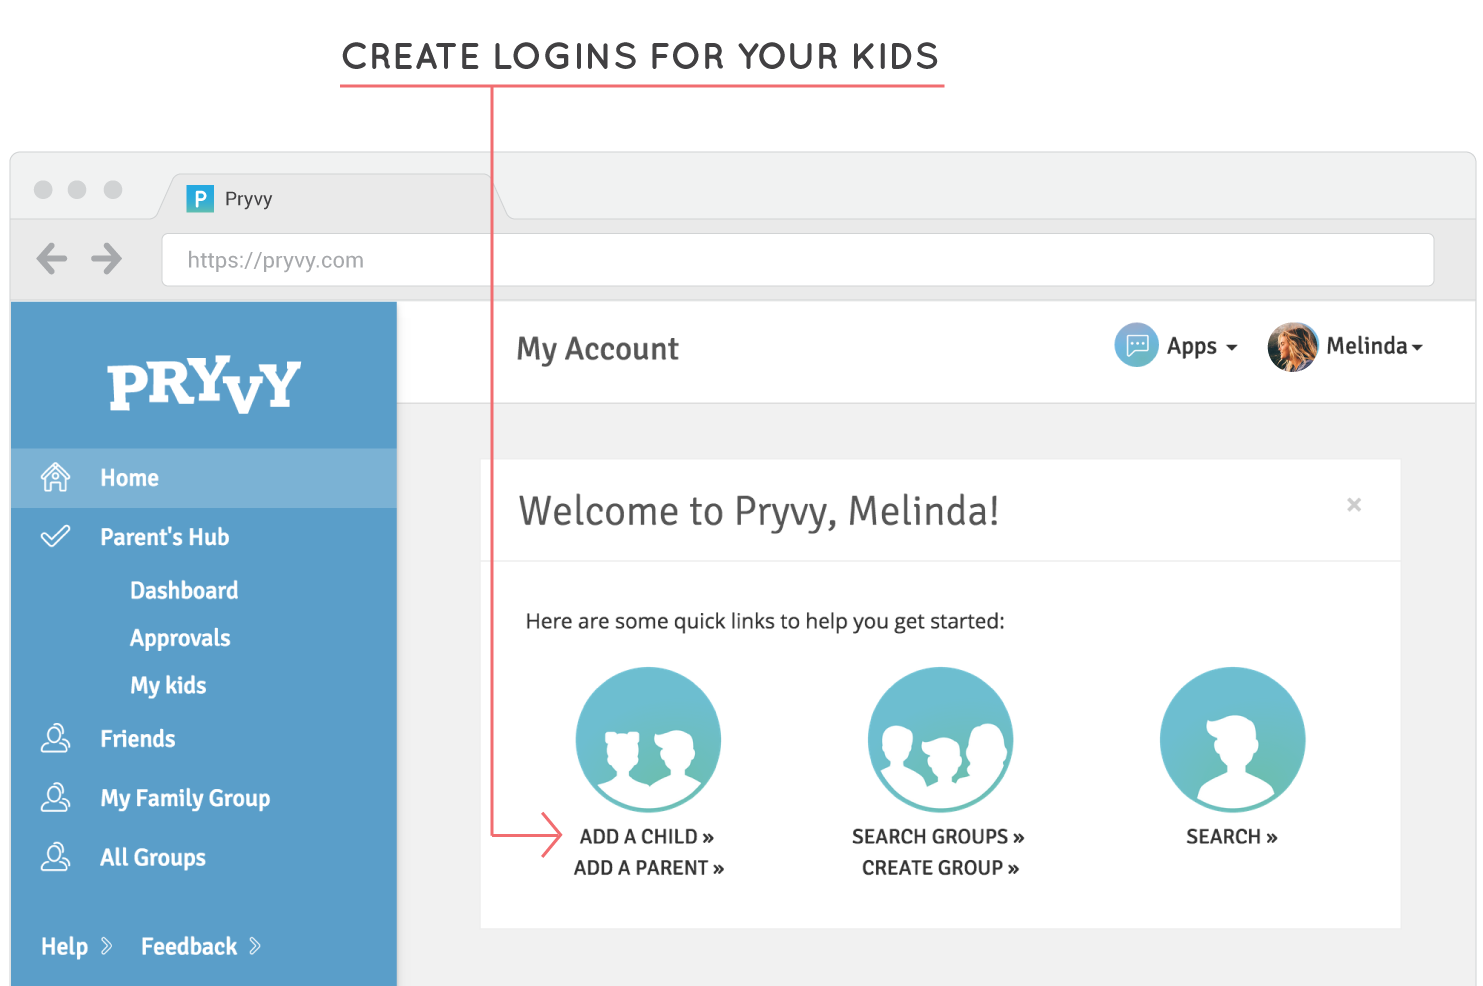 CREATE LOGINS FOR YOUR KIDS
P Pryvy
https://pryvy.com
PRYVY
My Account
Apps
Melinda
Home
Parent's Hub
Dashboard
Approvals
My kids
Friends
My Family Group
All Groups
Help
Feedback
Welcome to Pryvy, Melinda!
×
Here are some quick links to help you get started:
ADD A CHILD »
ADD A PARENT »
SEARCH GROUPS »
CREATE GROUP »
SEARCH »